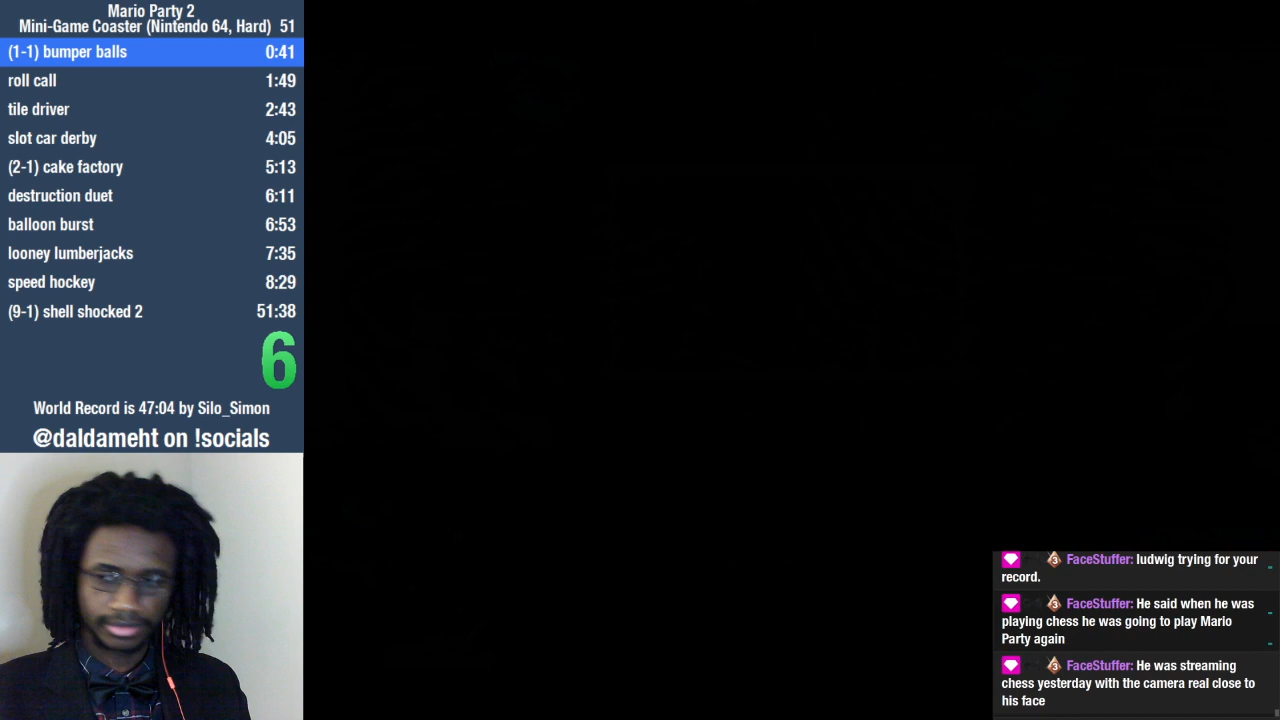 Mario Party 2
Mini-Game Coaster (Nintendo 64, Hard) 51
(1-1) bumper balls 0:41
roll call 1:49
tile driver 2:43
slot car derby 4:05
(2-1) cake factory 5:13
destruction duet 6:11
balloon burst 6:53
looney lumberjacks 7:35
speed hockey 8:29
(9-1) shell shocked 2 51:38
6
World Record is 47:04 by Silo_Simon
@daldameht on !socials
3 FaceStuffer: ludwig trying for your
record.
3 FaceStuffer: He said when he was
playing chess he was going to play Mario
Party again
3 FaceStuffer: He was streaming
chess yesterday with the camera real close to
his face